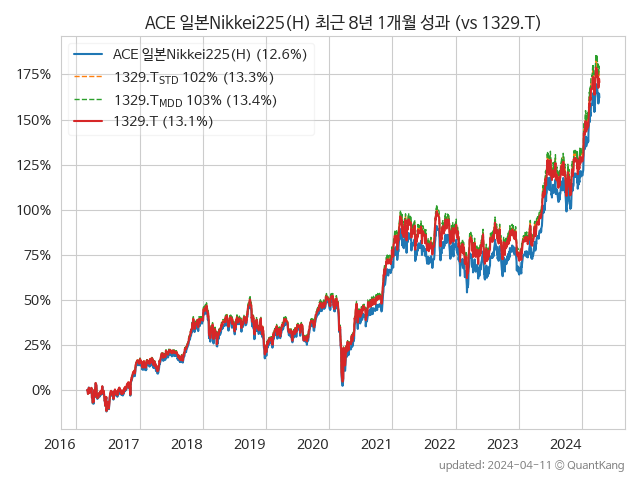 ACE 일본Nikkei225(H) 최근 8년 1개월 성과 (vs 1329.T)
ACE 일본Nikkei225(H) (12.6%)
1329.T_STD 102% (13.3%)
1329.T_MDD 103% (13.4%)
1329.T (13.1%)
175%
150%
125%
100%
75%
50%
25%
0%
2016 2017 2018 2019 2020 2021 2022 2023 2024
updated: 2024-04-11 © QuantKang